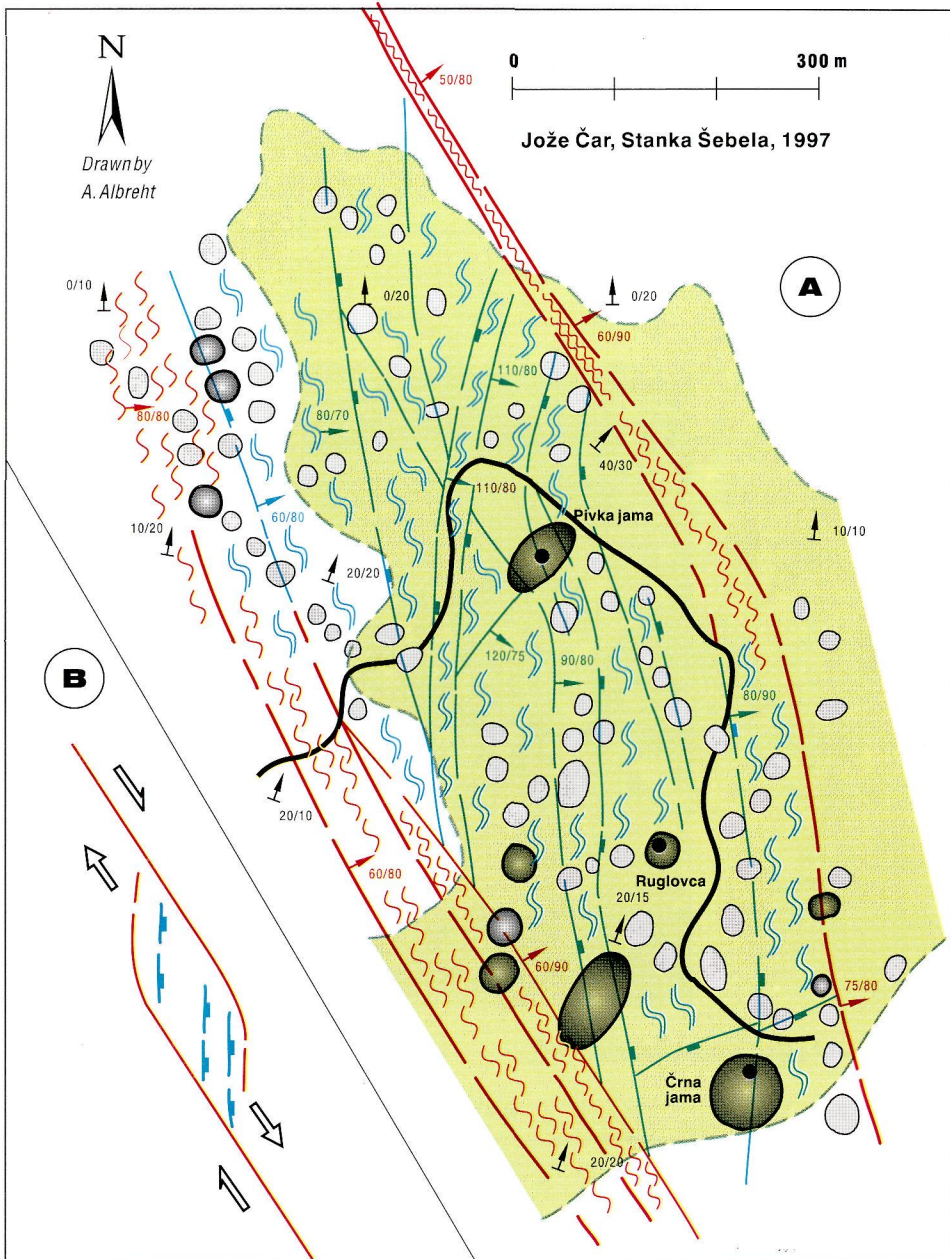 N
Drawn by
A. Albreht
0
300 m
Jože Čar, Stanka Šebela, 1997
A
50/80
0/10
0/20
0/20
60/90
110/80
80/70
80/80
40/30
110/80
Pivka jama
60/80
10/20
10/10
20/20
B
120/75
90/80
80/90
20/10
60/80
Ruglovca
20/15
60/90
75/80
Črna
jama
20/20